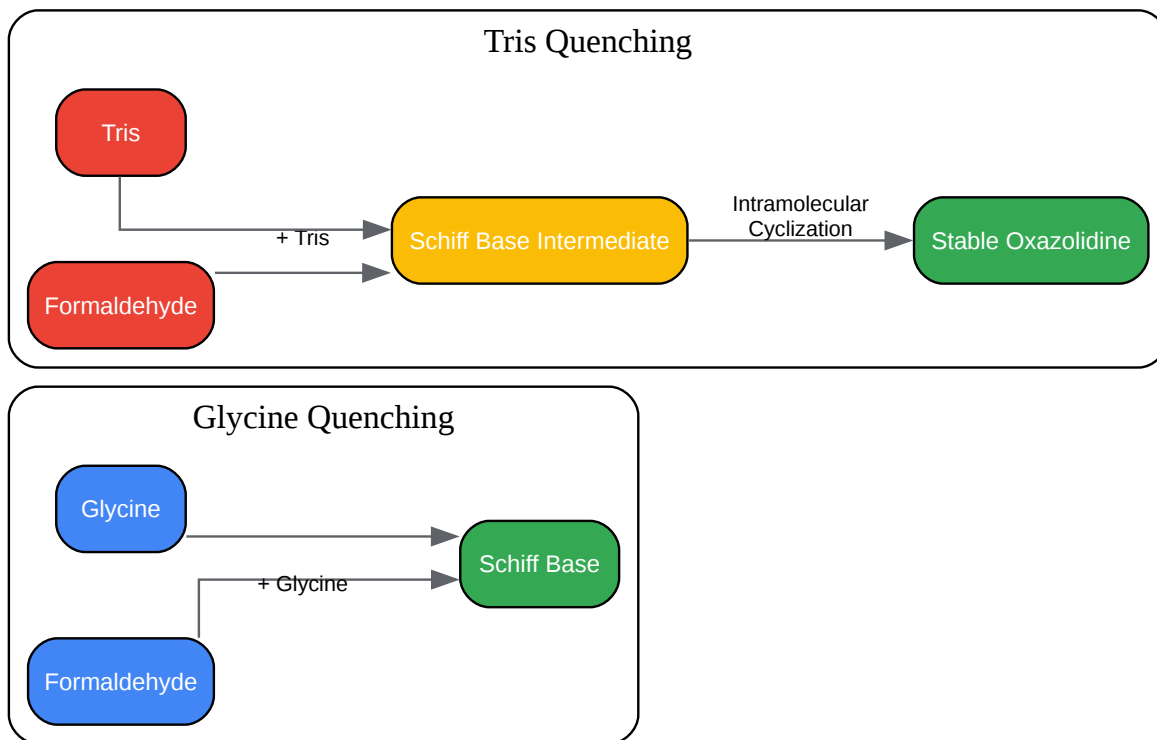 Tris Quenching
Tris
+ Tris
Formaldehyde
Schiff Base Intermediate
Intramolecular
Cyclization
Stable Oxazolidine
Glycine Quenching
Glycine
+ Glycine
Formaldehyde
Schiff Base